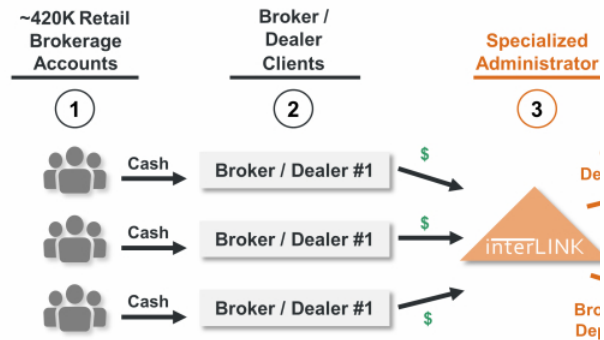 ~420K Retail
Brokerage
Accounts
Broker /
Dealer
Clients
Specialized
Administrator
1
2
3
Cash
Broker / Dealer #1
$
Cash
Broker / Dealer #1
$
interLINK
Cash
Broker / Dealer #1
$